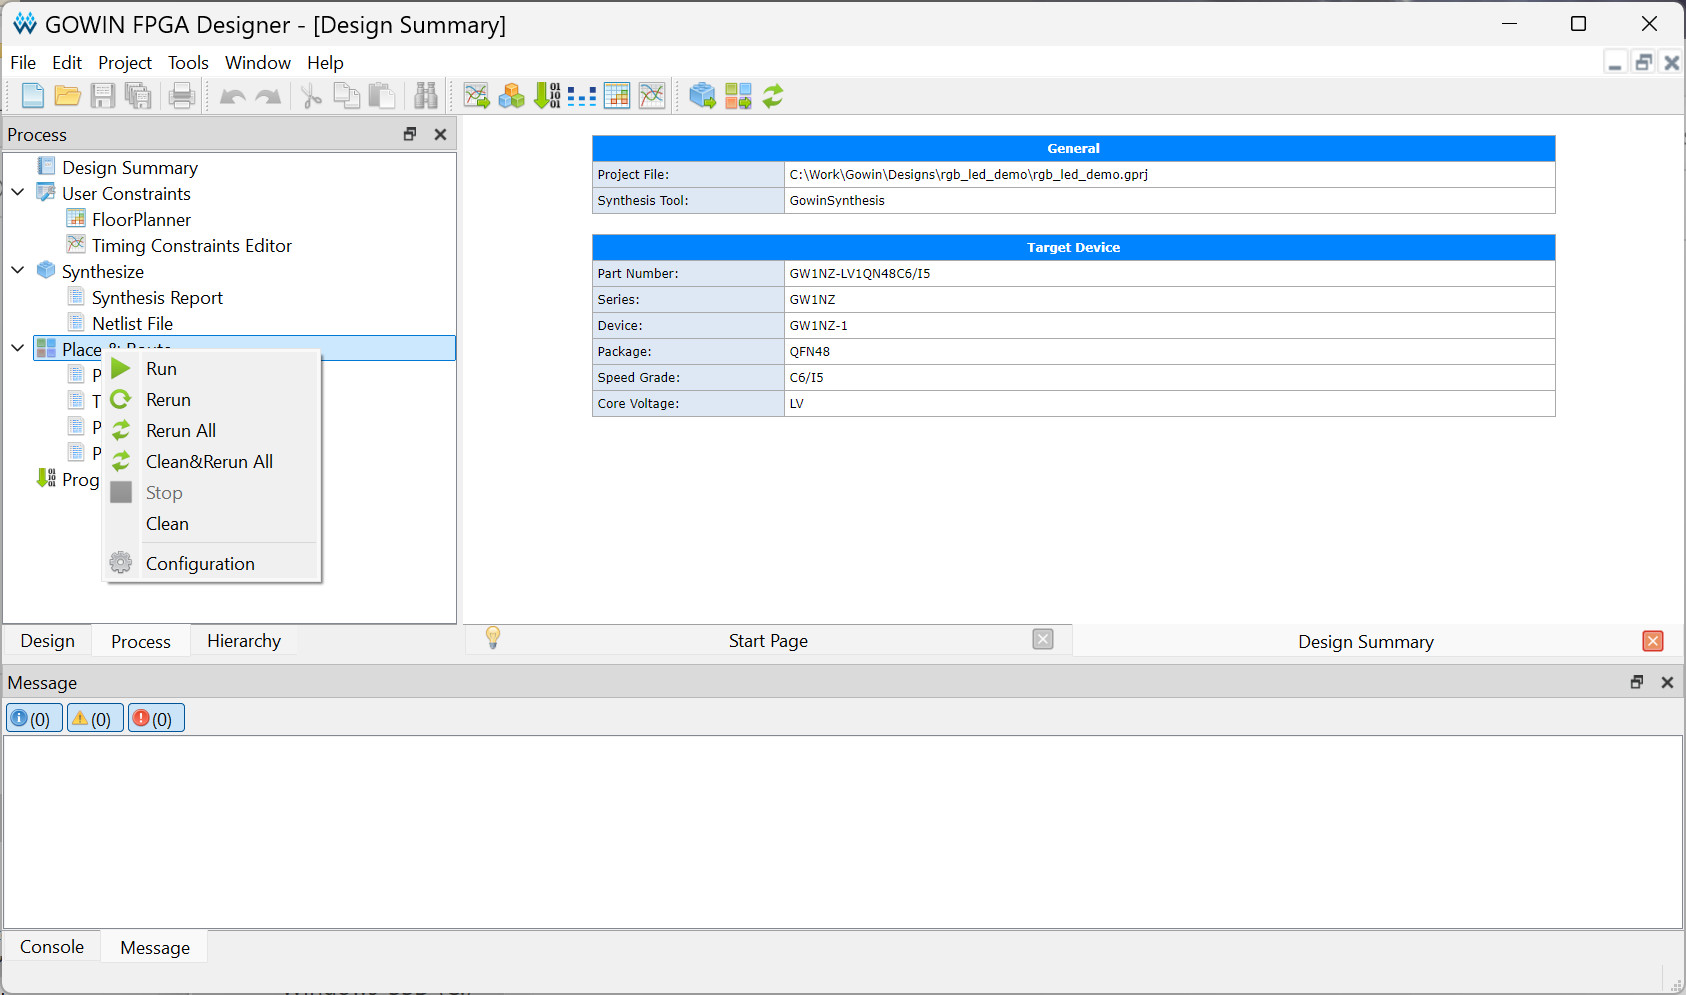 GOWIN FPGA Designer - [Design Summary]
File Edit Project Tools Window Help
Process
Design Summary
User Constraints
FloorPlanner
Timing Constraints Editor
Synthesize
Synthesis Report
Netlist File
Place & Route
P
T
P
P
Prog
Run
Rerun
Rerun All
Clean&Rerun All
Stop
Clean
Configuration
General
Project File: C:\Work\Gowin\Designs\rgb_led_demo\rgb_led_demo.gprj
Synthesis Tool: GowinSynthesis
Target Device
Part Number: GW1NZ-LV1QN48C6/I5
Series: GW1NZ
Device: GW1NZ-1
Package: QFN48
Speed Grade: C6/I5
Core Voltage: LV
Design Process Hierarchy
Start Page Design Summary
Message
(0) (0) (0)
Console Message